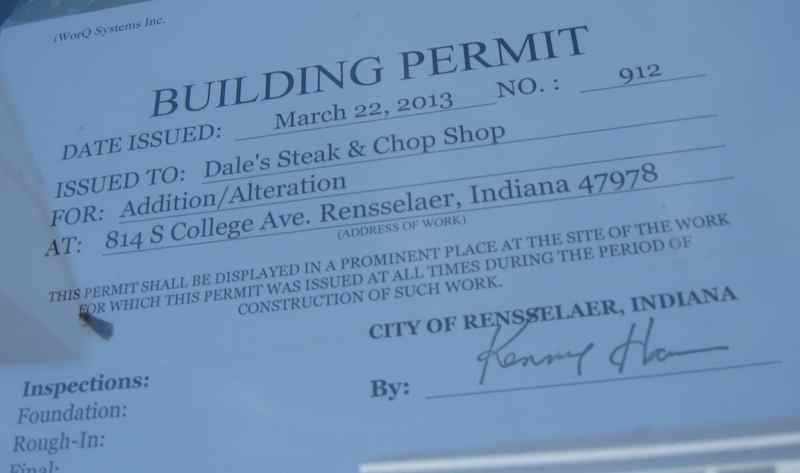 iWorQ Systems Inc.
BUILDING PERMIT
DATE ISSUED: March 22, 2013 NO. : 912
ISSUED TO: Dale's Steak & Chop Shop
FOR: Addition/Alteration
AT: 814 S College Ave. Rensselaer, Indiana 47978
(ADDRESS OF WORK)
THIS PERMIT SHALL BE DISPLAYED IN A PROMINENT PLACE AT THE SITE OF THE WORK
FOR WHICH THIS PERMIT WAS ISSUED AT ALL TIMES DURING THE PERIOD OF
CONSTRUCTION OF SUCH WORK.
CITY OF RENSSELAER, INDIANA
By: Kenny
Inspections:
Foundation:
Rough-In:
Final: